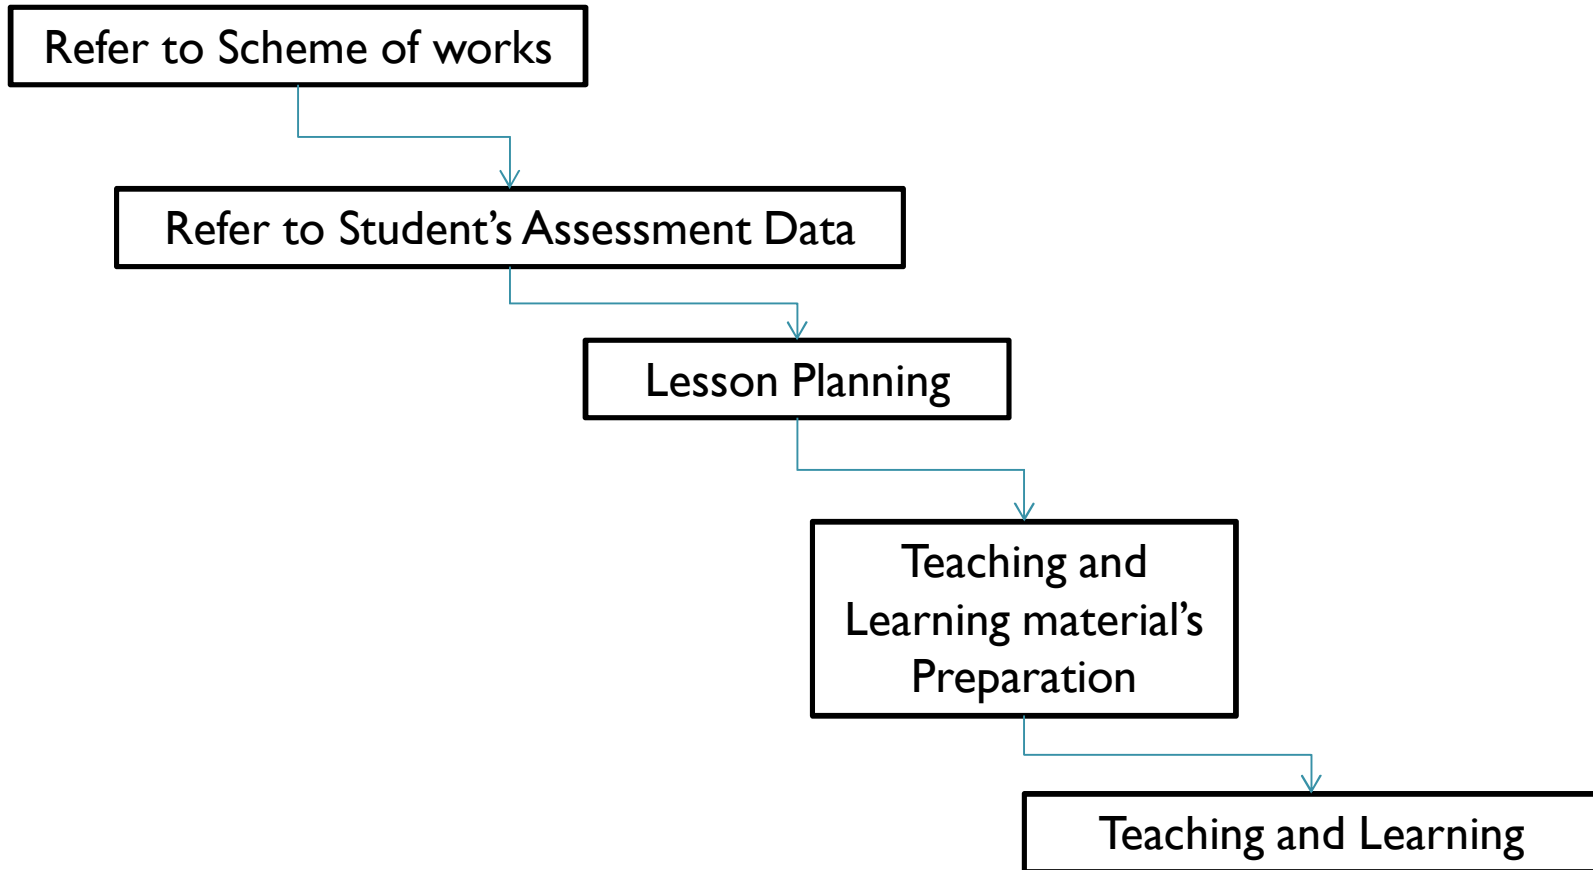 Refer to Scheme of works
Refer to Student’s Assessment Data
Lesson Planning
Teaching and
Learning material’s
Preparation
Teaching and Learning